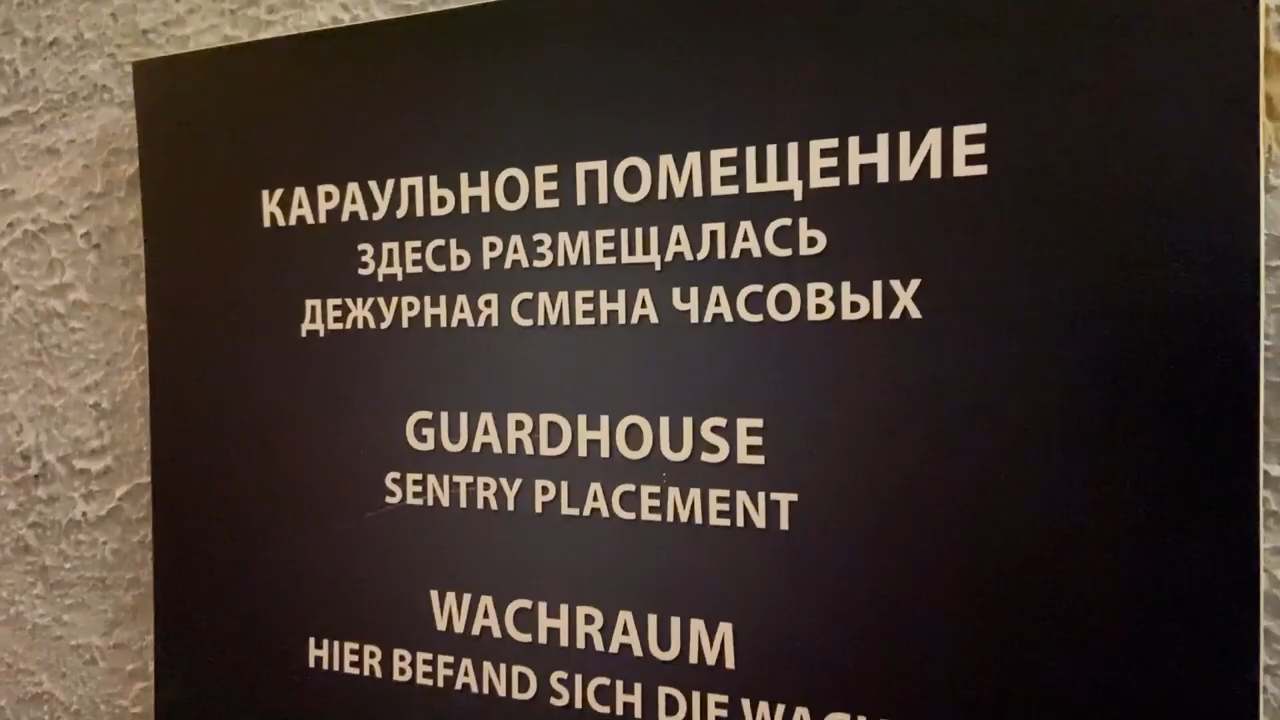 КАРАУЛЬНОЕ ПОМЕЩЕНИЕ
ЗДЕСЬ РАЗМЕЩАЛАСЬ
ДЕЖУРНАЯ СМЕНА ЧАСОВЫХ
GUARDHOUSE
SENTRY PLACEMENT
WACHRAUM
HIER BEFAND SICH DIE